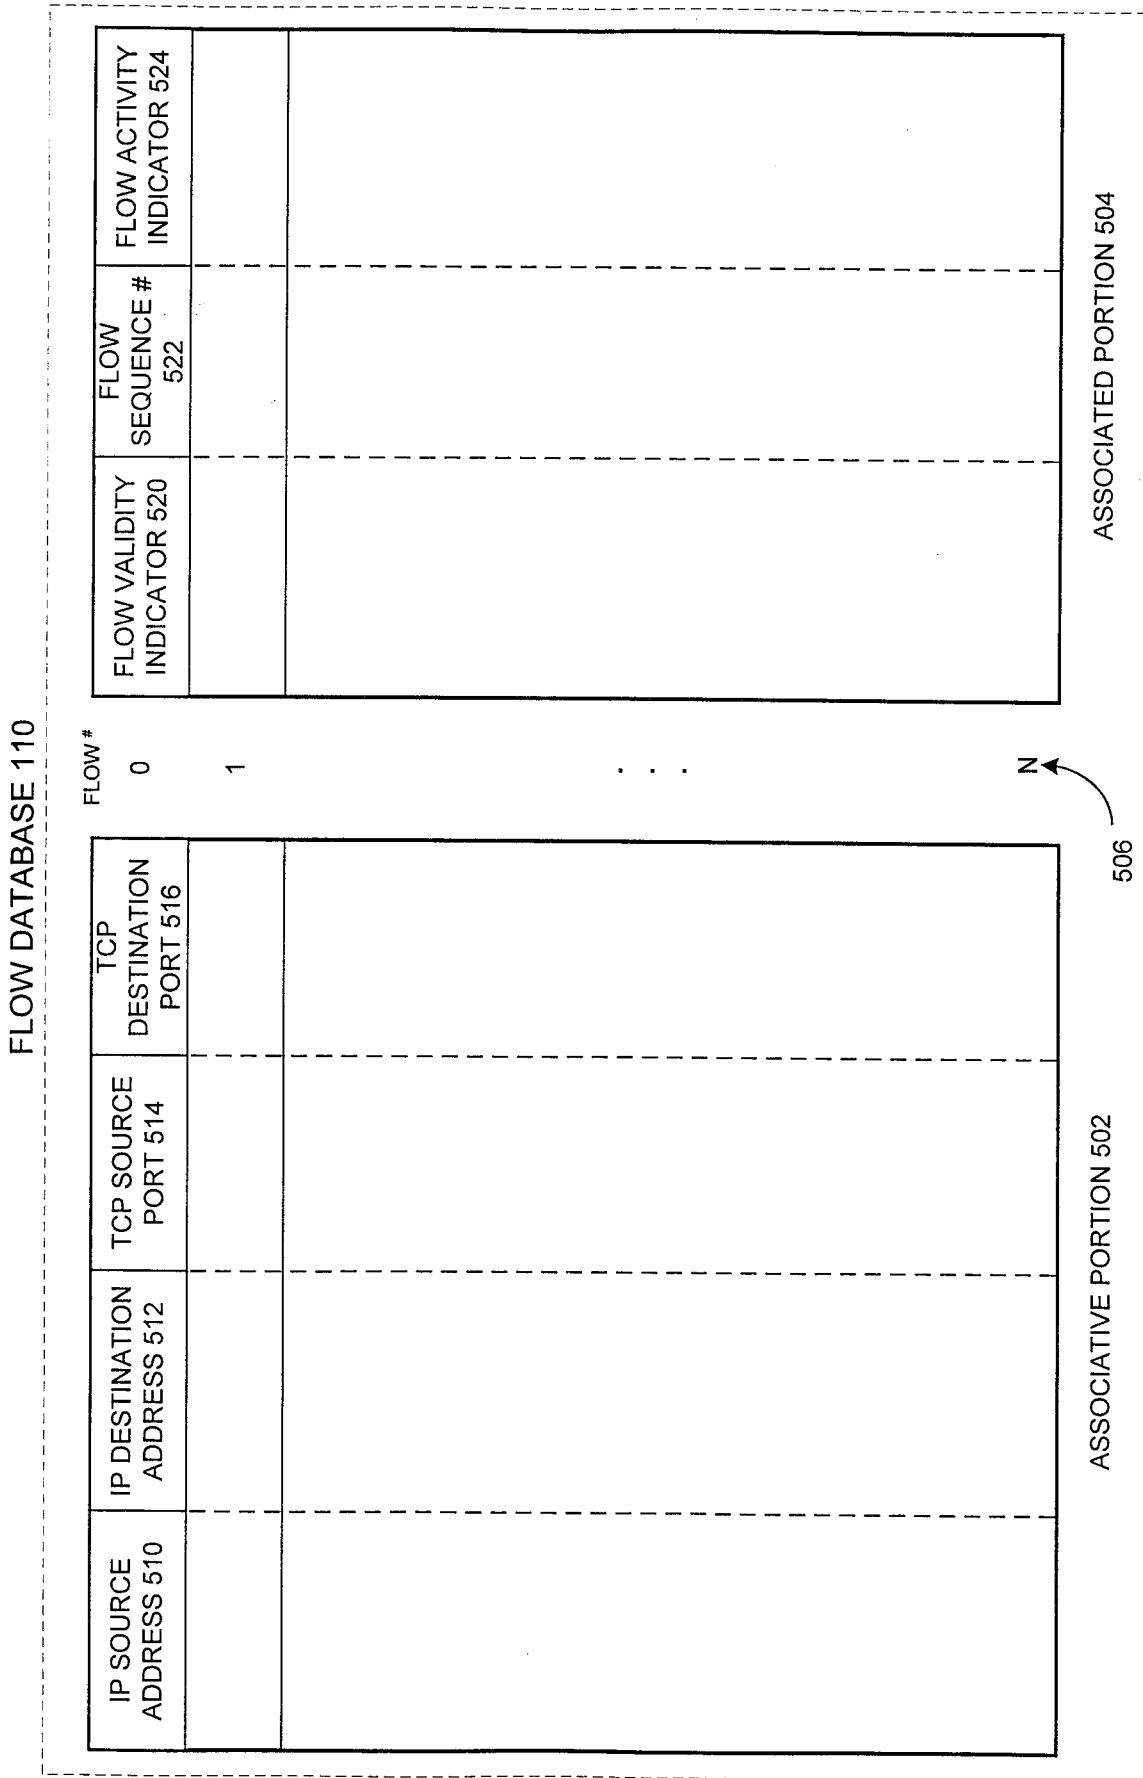 FLOW DATABASE 110
IP SOURCE
ADDRESS 510
IP DESTINATION
ADDRESS 512
TCP SOURCE
PORT 514
TCP
DESTINATION
PORT 516
FLOW #
0
1
. . .
N
506
FLOW VALIDITY
INDICATOR 520
FLOW
SEQUENCE #
522
FLOW ACTIVITY
INDICATOR 524
ASSOCIATIVE PORTION 502
ASSOCIATED PORTION 504